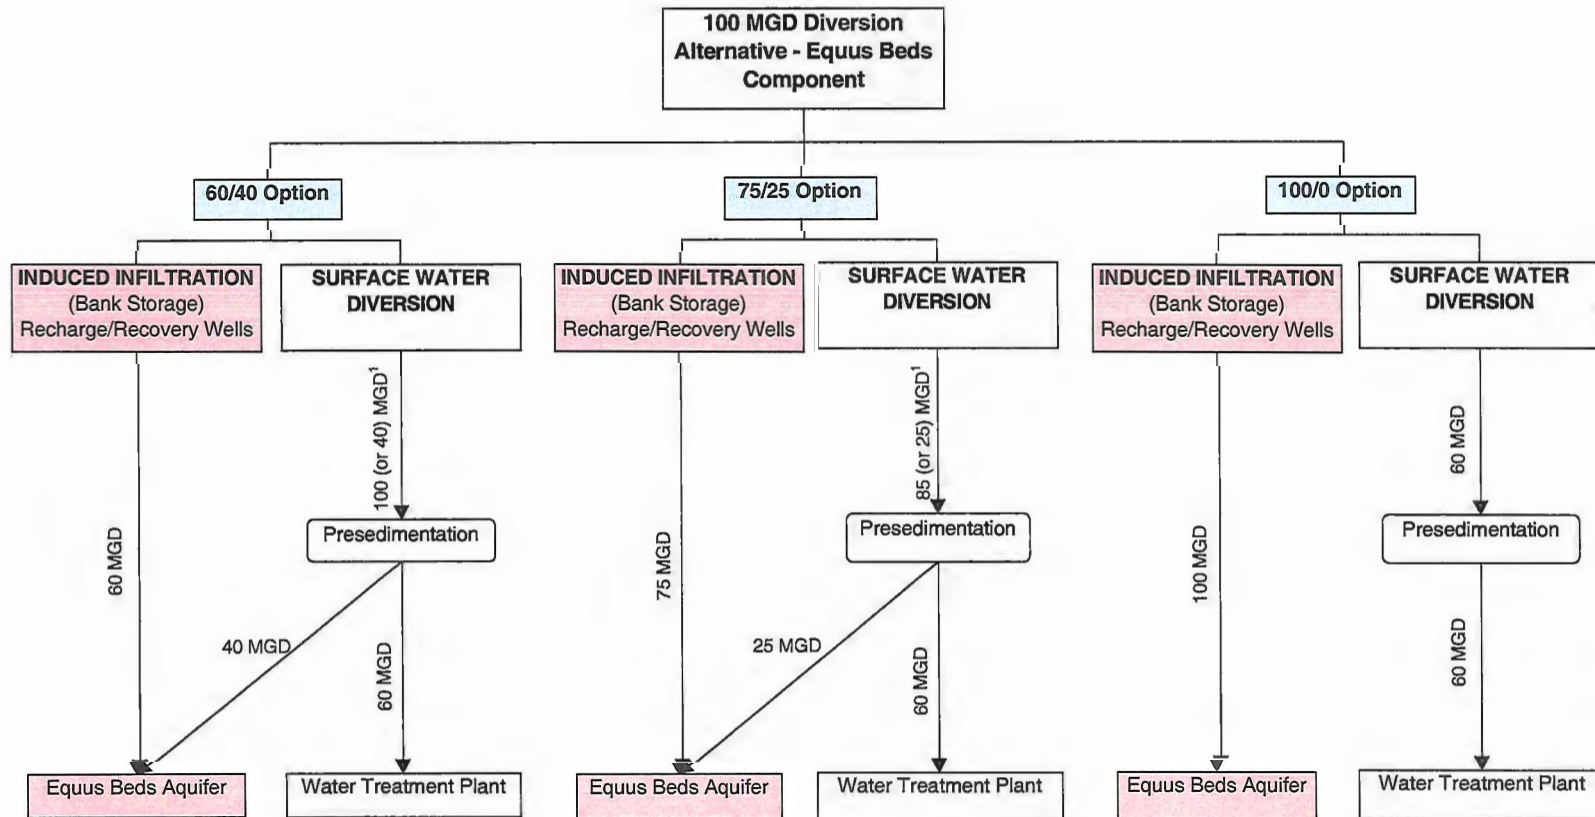 100 MGD Diversion
Alternative - Equus Beds
Component
60/40 Option
75/25 Option
100/0 Option
INDUCED INFILTRATION
(Bank Storage)
Recharge/Recovery Wells
SURFACE WATER
DIVERSION
INDUCED INFILTRATION
(Bank Storage)
Recharge/Recovery Wells
SURFACE WATER
DIVERSION
INDUCED INFILTRATION
(Bank Storage)
Recharge/Recovery Wells
SURFACE WATER
DIVERSION
60 MGD
100 (or 40) MGD¹
Presedimentation
40 MGD
60 MGD
75 MGD
85 (or 25) MGD¹
Presedimentation
25 MGD
60 MGD
100 MGD
60 MGD
Presedimentation
60 MGD
Equus Beds Aquifer
Water Treatment Plant
Equus Beds Aquifer
Water Treatment Plant
Equus Beds Aquifer
Water Treatment Plant